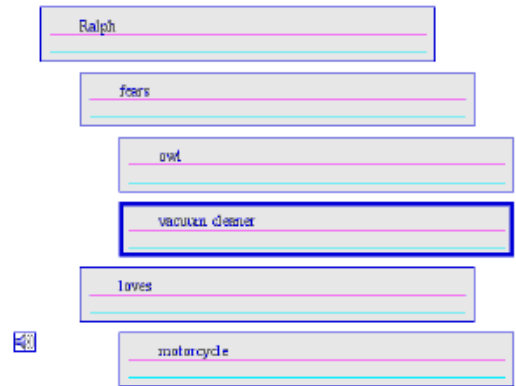 Ralph
fears
owl
vacuum cleaner
loves
motorcycle